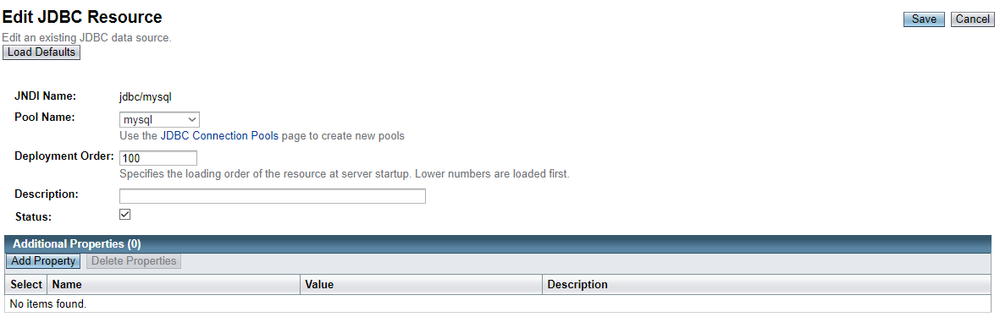 Edit JDBC Resource
Save Cancel
Edit an existing JDBC data source.
Load Defaults
JNDI Name: jdbc/mysql
Pool Name: mysql
Use the JDBC Connection Pools page to create new pools
Deployment Order: 100
Specifies the loading order of the resource at server startup. Lower numbers are loaded first.
Description:
Status:
Additional Properties (0)
Add Property Delete Properties
Select Name Value Description
No items found.